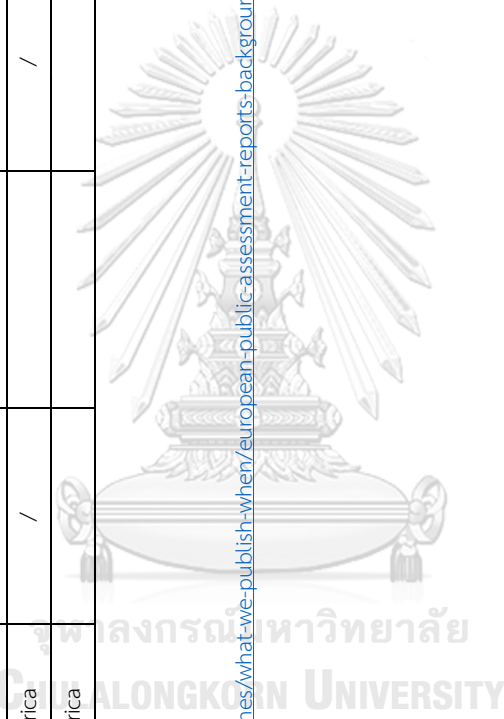 /
/
rica
rica
nes/what-we-publish-when/european-public-assessment-reports-backgroun
จุฬาลงกรณ์มหาวิทยาลัย
CHULALONGKORN UNIVERSITY